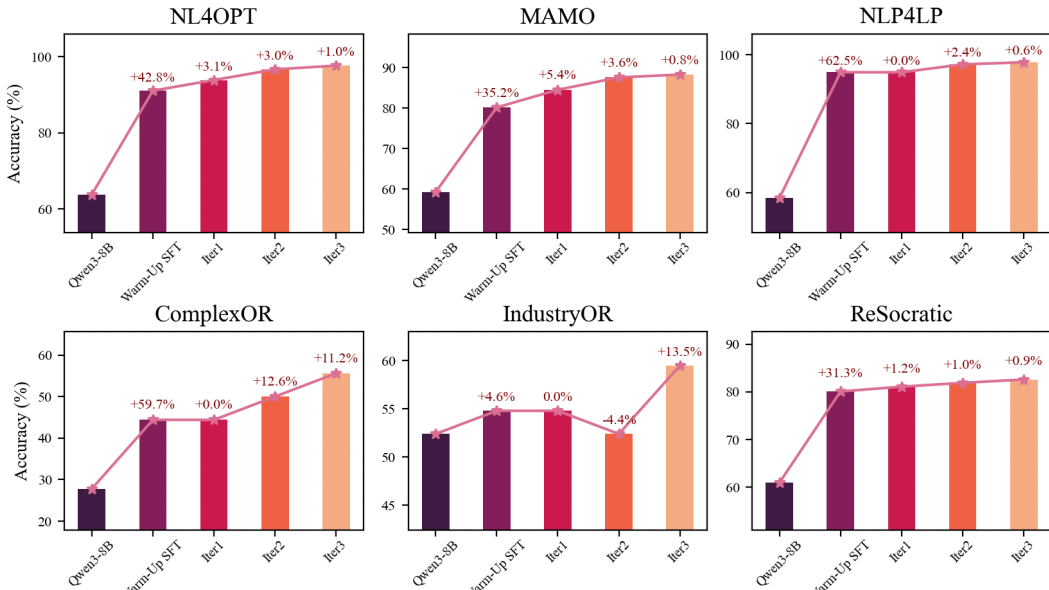 NL4OPT
MAMO
NLP4LP
Accuracy (%)
100
80
60
+42.8%
+3.1%
+3.0%
+1.0%
Qwen3-8B
Warm-Up SFT
Iter1
Iter2
Iter3
90
80
70
60
50
+35.2%
+5.4%
+3.6%
+0.8%
Qwen3-8B
Warm-Up SFT
Iter1
Iter2
Iter3
100
80
60
+62.5%
+0.0%
+2.4%
+0.6%
Qwen3-8B
Warm-Up SFT
Iter1
Iter2
Iter3
ComplexOR
IndustryOR
ReSocratic
Accuracy (%)
60
50
40
30
20
+59.7%
+0.0%
+12.6%
+11.2%
Qwen3-8B
Warm-Up SFT
Iter1
Iter2
Iter3
60
55
50
45
+4.6%
0.0%
-4.4%
+13.5%
Qwen3-8B
Warm-Up SFT
Iter1
Iter2
Iter3
90
80
70
60
+31.3%
+1.2%
+1.0%
+0.9%
Qwen3-8B
Warm-Up SFT
Iter1
Iter2
Iter3